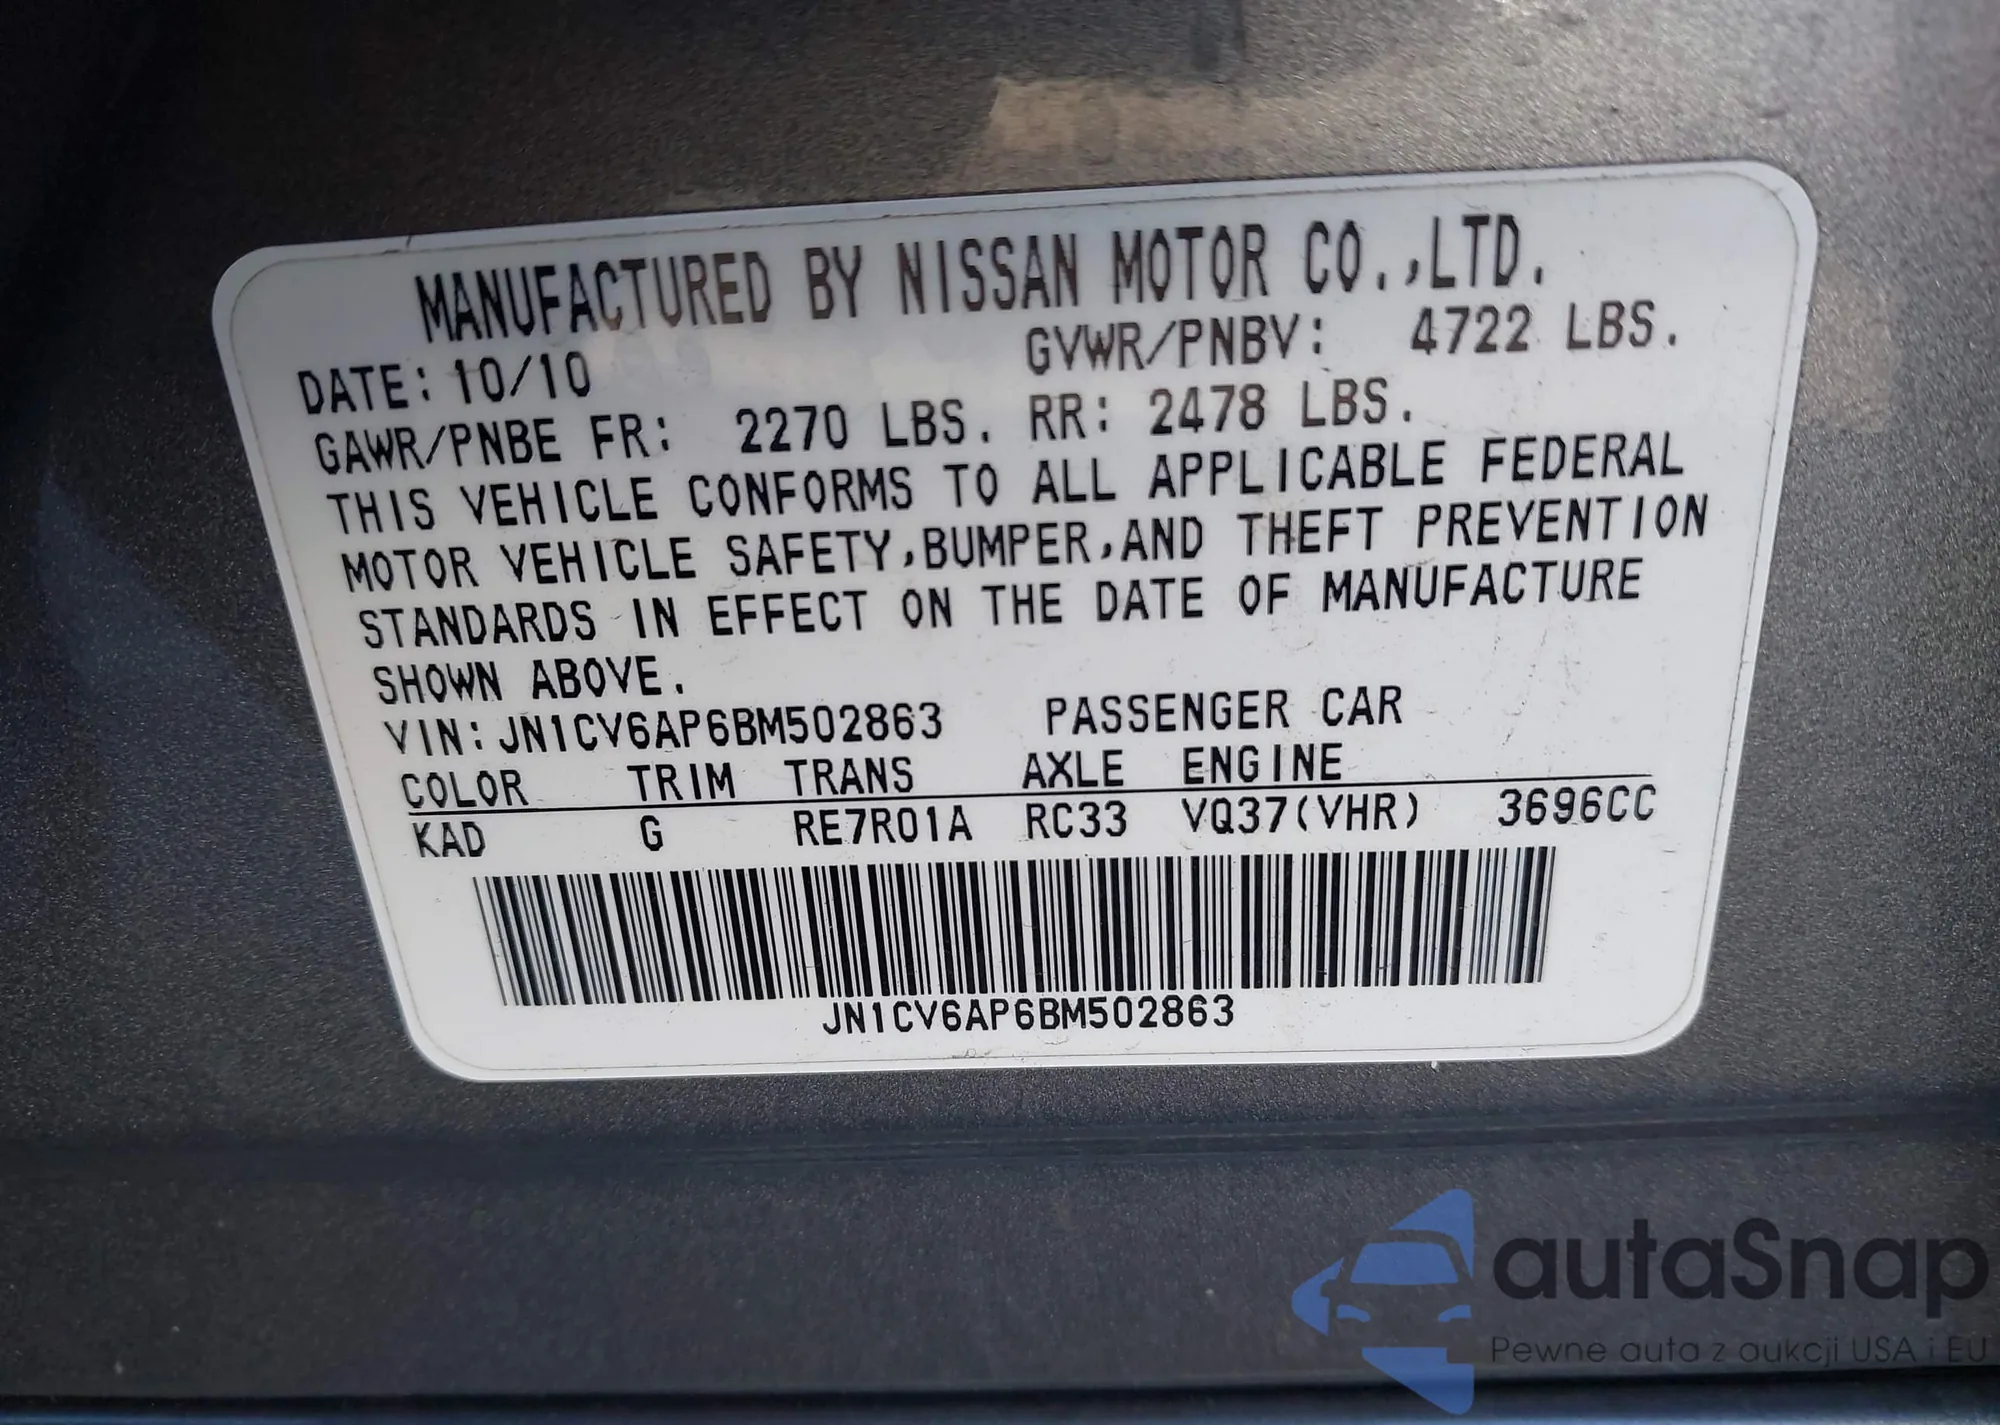 MANUFACTURED BY NISSAN MOTOR CO.,LTD.
DATE: 10/10 GVWR/PNBV: 4722 LBS.
GAWR/PNBE FR: 2270 LBS. RR: 2478 LBS.
THIS VEHICLE CONFORMS TO ALL APPLICABLE FEDERAL
MOTOR VEHICLE SAFETY,BUMPER,AND THEFT PREVENTION
STANDARDS IN EFFECT ON THE DATE OF MANUFACTURE
SHOWN ABOVE.
VIN: JN1CV6AP6BM502863 PASSENGER CAR
COLOR TRIM TRANS AXLE ENGINE
KAD G RE7R01A RC33 VQ37(VHR) 3696CC
JN1CV6AP6BM502863
autaSnap
Pewne auta z aukcji USA i EU